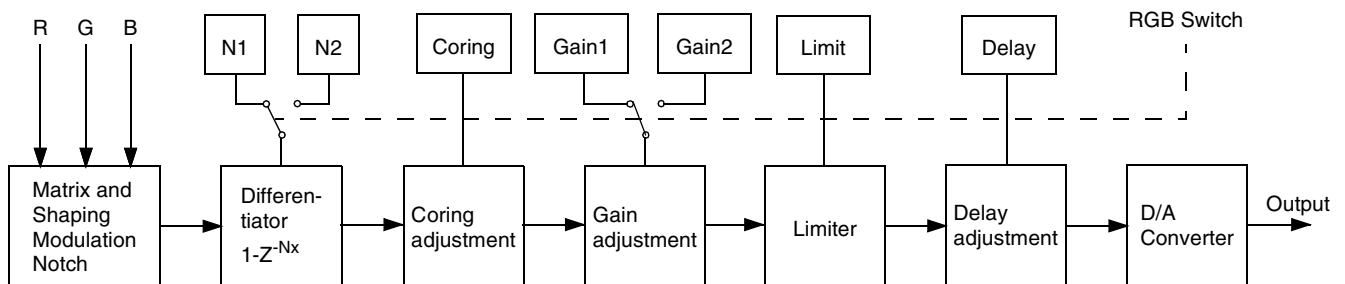 RGB Switch
R G B
N1
N2
Coring
Gain1
Gain2
Limit
Delay
Matrix and
Shaping
Modulation
Notch
Differen-
tiator
1-Z-Nx
Coring
adjustment
Gain
adjustment
Limiter
Delay
adjustment
D/A
Converter
Output